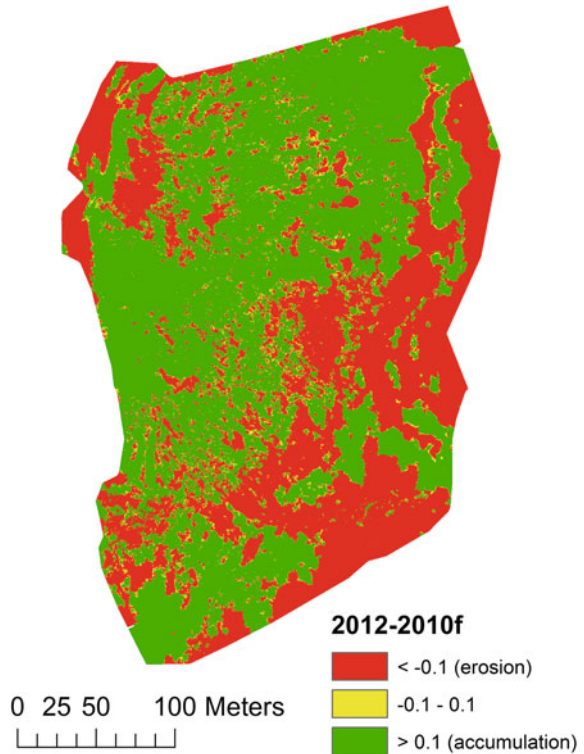 2012-2010f
< -0.1 (erosion)
-0.1 - 0.1
> 0.1 (accumulation)
0 25 50 100 Meters